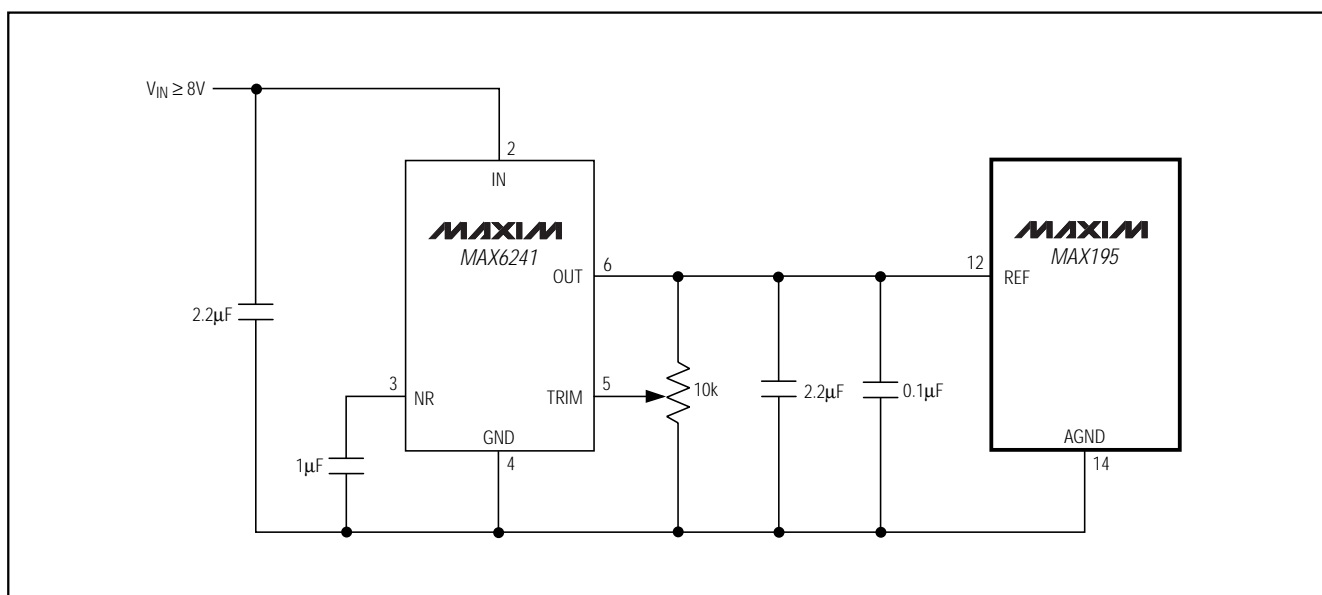 V_IN ≥ 8V
2
IN
MAXIM
MAX6241
OUT
6
2.2μF
3
NR
TRIM
5
10k
2.2μF
0.1μF
GND
4
1μF
12
REF
MAXIM
MAX195
AGND
14